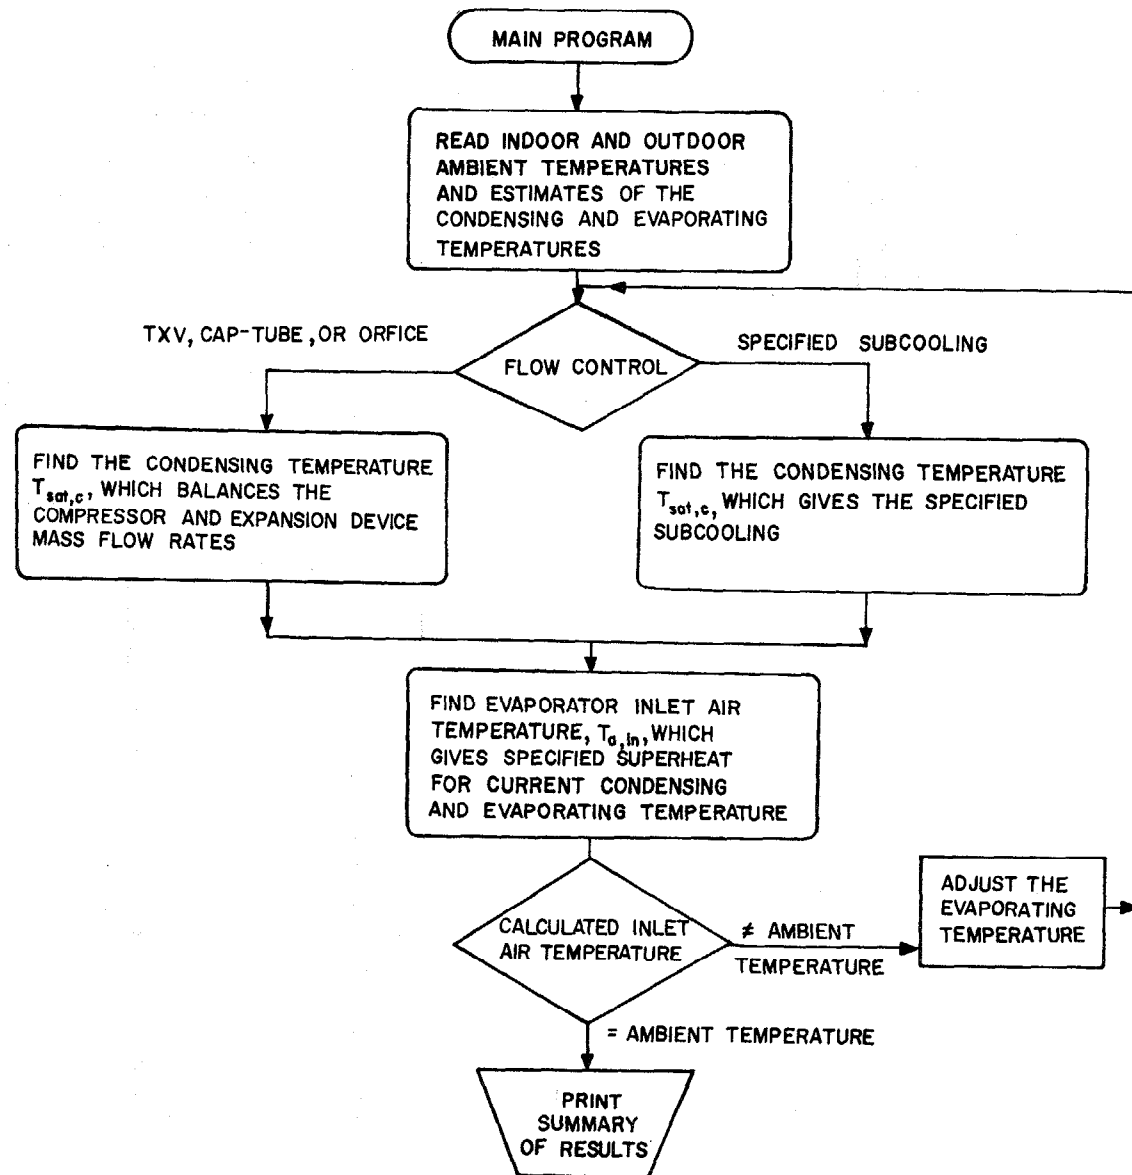 MAIN PROGRAM
READ INDOOR AND OUTDOOR
AMBIENT TEMPERATURES
AND ESTIMATES OF THE
CONDENSING AND EVAPORATING
TEMPERATURES
TXV, CAP-TUBE, OR ORFICE
SPECIFIED SUBCOOLING
FLOW CONTROL
FIND THE CONDENSING TEMPERATURE
T_sat,c, WHICH BALANCES THE
COMPRESSOR AND EXPANSION DEVICE
MASS FLOW RATES
FIND THE CONDENSING TEMPERATURE
T_sat,c, WHICH GIVES THE SPECIFIED
SUBCOOLING
FIND EVAPORATOR INLET AIR
TEMPERATURE, T_a,in, WHICH
GIVES SPECIFIED SUPERHEAT
FOR CURRENT CONDENSING
AND EVAPORATING TEMPERATURE
CALCULATED INLET
AIR TEMPERATURE
≠ AMBIENT
TEMPERATURE
ADJUST THE
EVAPORATING
TEMPERATURE
= AMBIENT TEMPERATURE
PRINT
SUMMARY
OF RESULTS